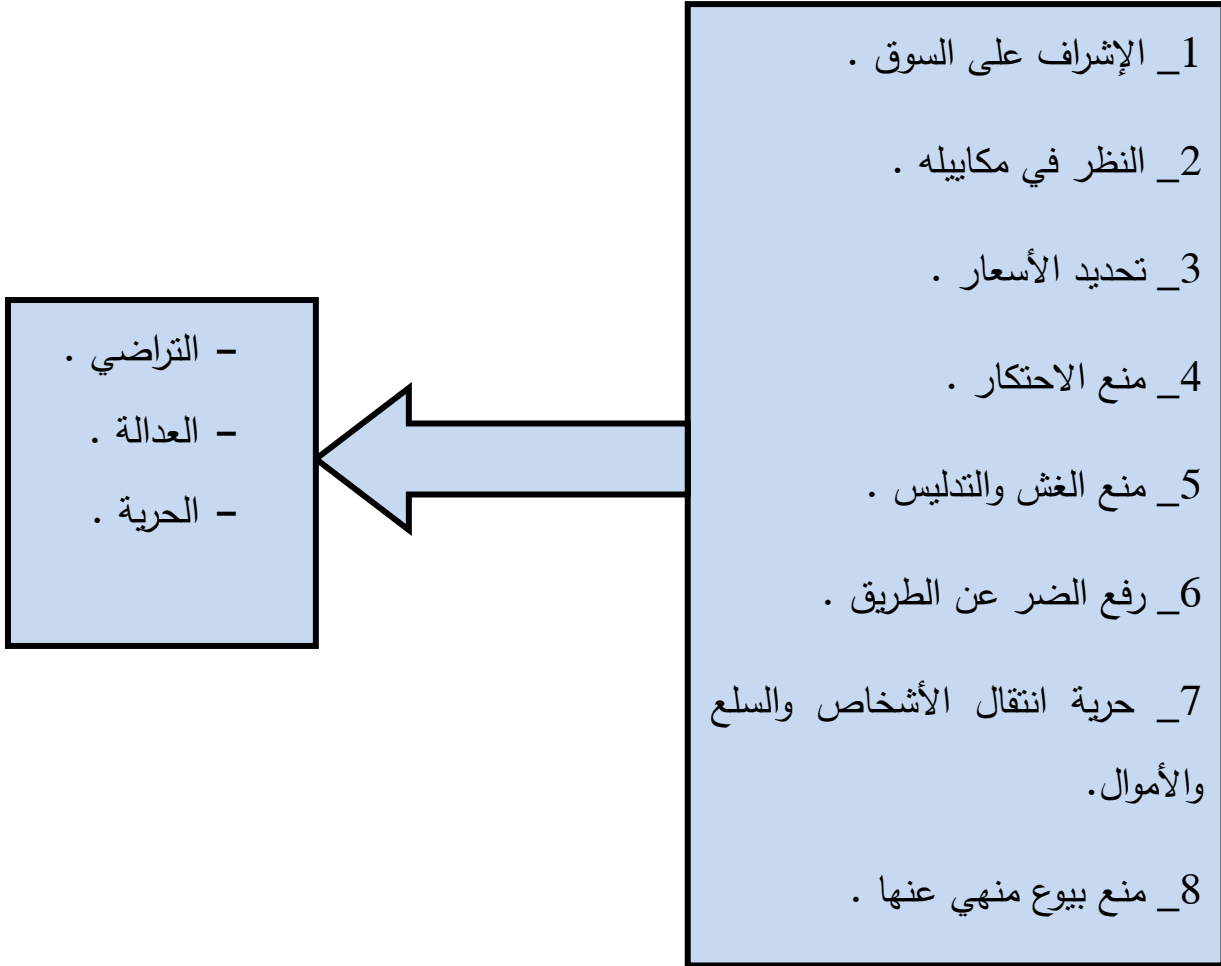 1_ الإشراف على السوق .
2_ النظر في مكاييله .
3_ تحديد الأسعار .
4_ منع الاحتكار .
5_ منع الغش والتدليس .
6_ رفع الضر عن الطريق .
7_ حرية انتقال الأشخاص والسلع
والأموال.
8_ منع بيوع منهي عنها .
– التراضي .
– العدالة .
– الحرية .